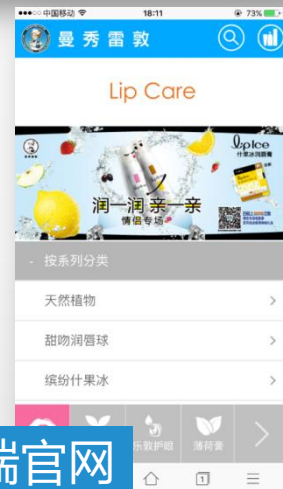 中国移动 18:11 73%
曼秀雷敦
Lip Care
lipIce
什果冰润唇膏
润一润 亲一亲
情侣专场
- 按系列分类
天然植物
甜吻润唇球
缤纷什果冰
乐敦护眼
薄荷膏
端官网
1